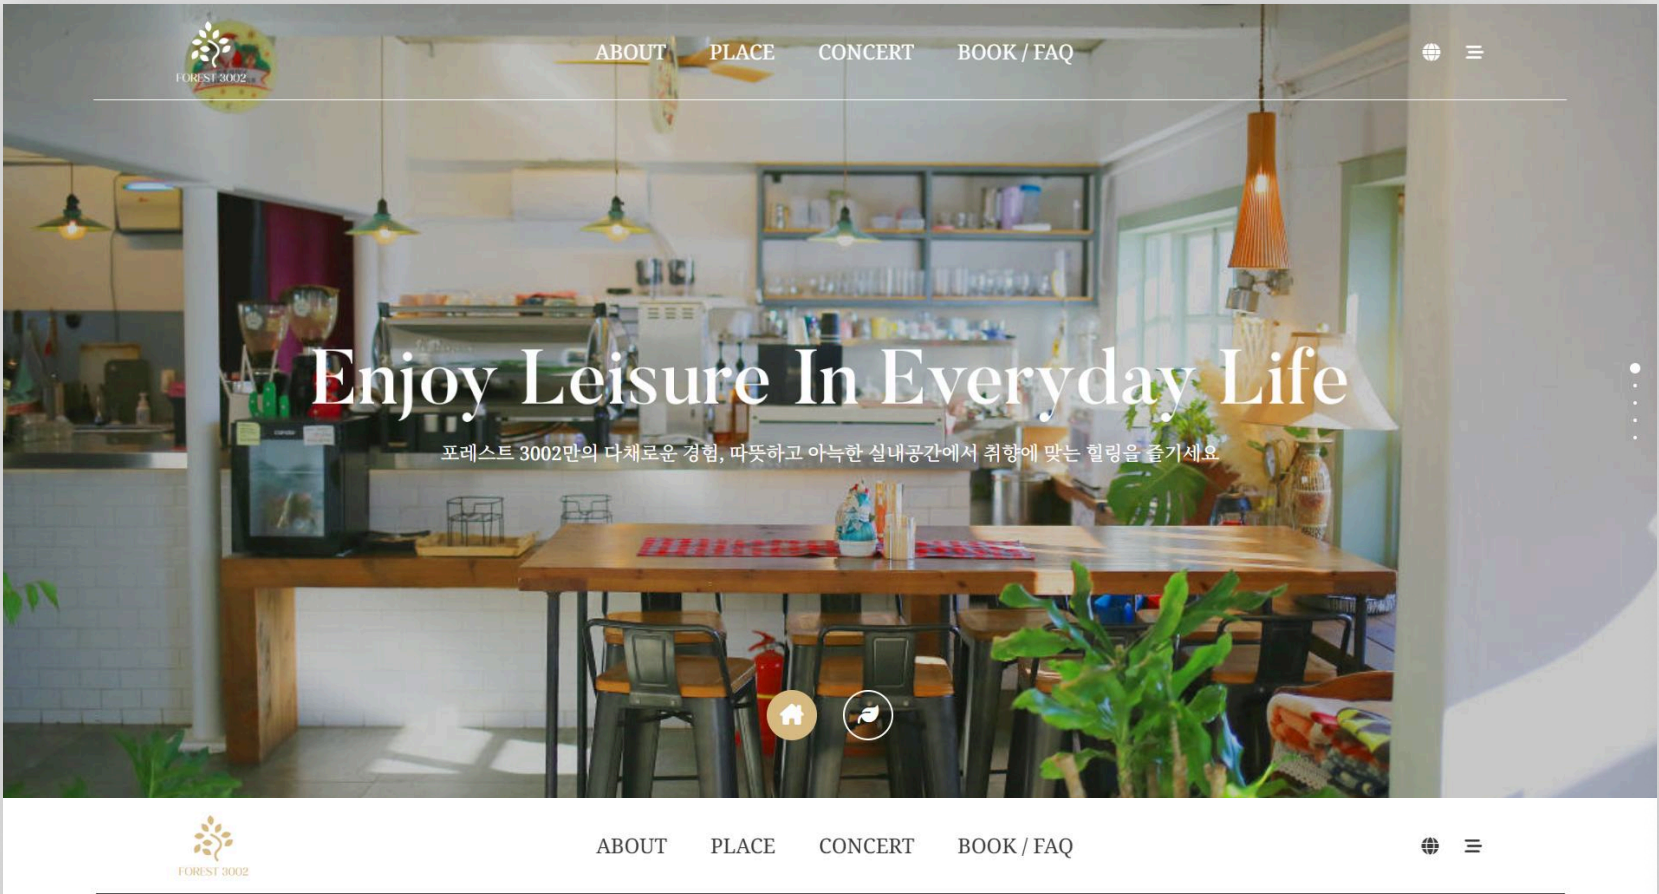 FOREST 3002
ABOUT PLACE CONCERT BOOK / FAQ
Enjoy Leisure In Everyday Life
포레스트 3002만의 다채로운 경험, 따뜻하고 아늑한 실내공간에서 취향에 맞는 힐링을 즐기세요
FOREST 3002
ABOUT PLACE CONCERT BOOK / FAQ